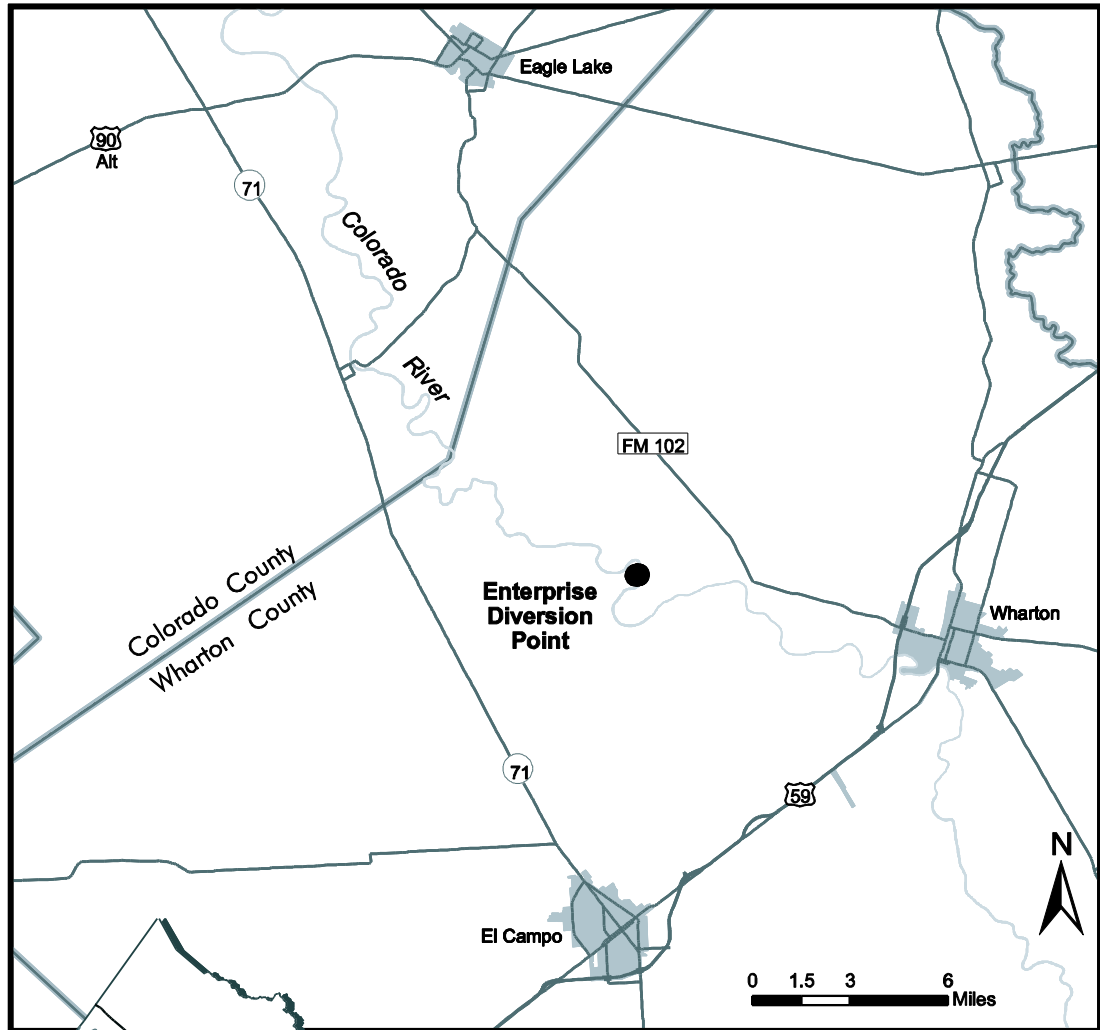 Eagle Lake
90
Alt
71
Colorado
River
FM 102
Colorado County
Wharton County
Enterprise
Diversion
Point
Wharton
71
59
El Campo
N
0 1.5 3 6
Miles